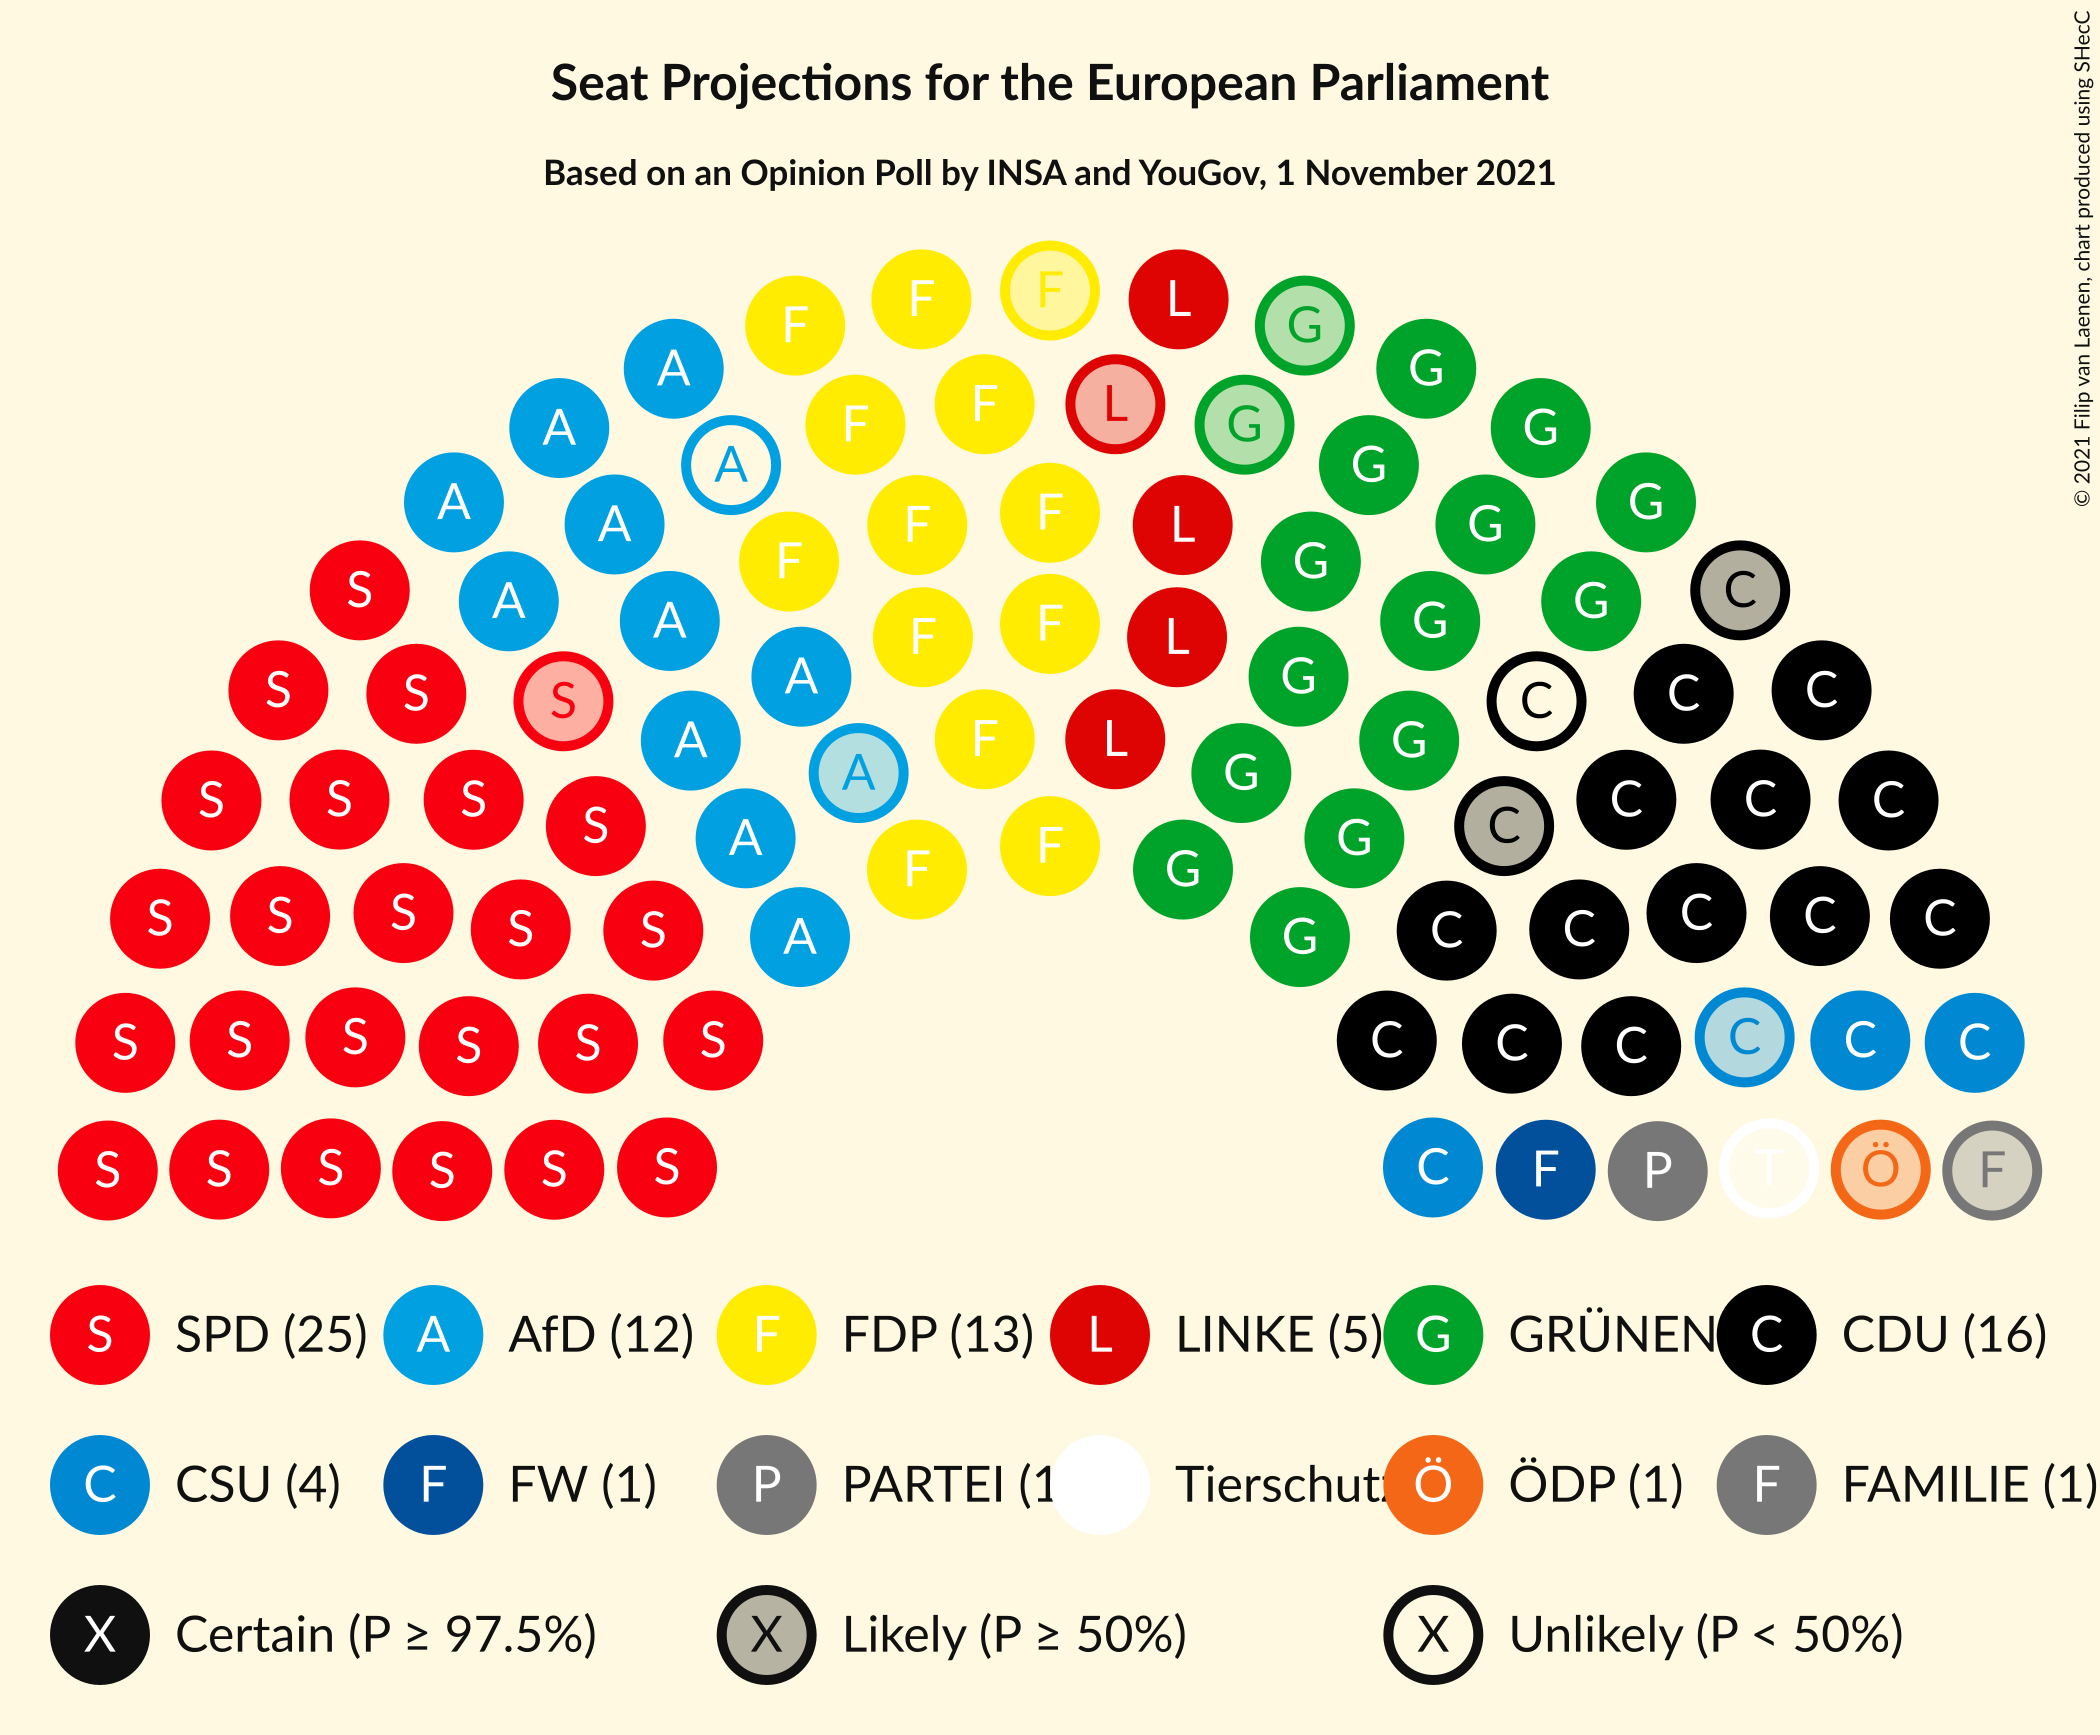 Seat Projections for the European Parliament
Based on an Opinion Poll by INSA and YouGov, 1 November 2021
© 2021 Filip van Laenen, chart produced using SHecC
F
F F L
F G
A F F L G G
A F F G G
A A F L G
A A F G G G
S A F G C
A F L G G
S A G
S S S A A F L G G C C C
S S S A G C C C
S S A G C
S S S S S F F G C C C C C
A G
S S S S S S C C C C C C
S S S S S S C F P T Ö F
S SPD (25) A AfD (12) F FDP (13) L LINKE (5) G GRÜNEN C CDU (16)
C CSU (4) F FW (1) P PARTEI (1 Tierschutz Ö ÖDP (1) F FAMILIE (1)
X Certain (P ≥ 97.5%) X Likely (P ≥ 50%) X Unlikely (P < 50%)